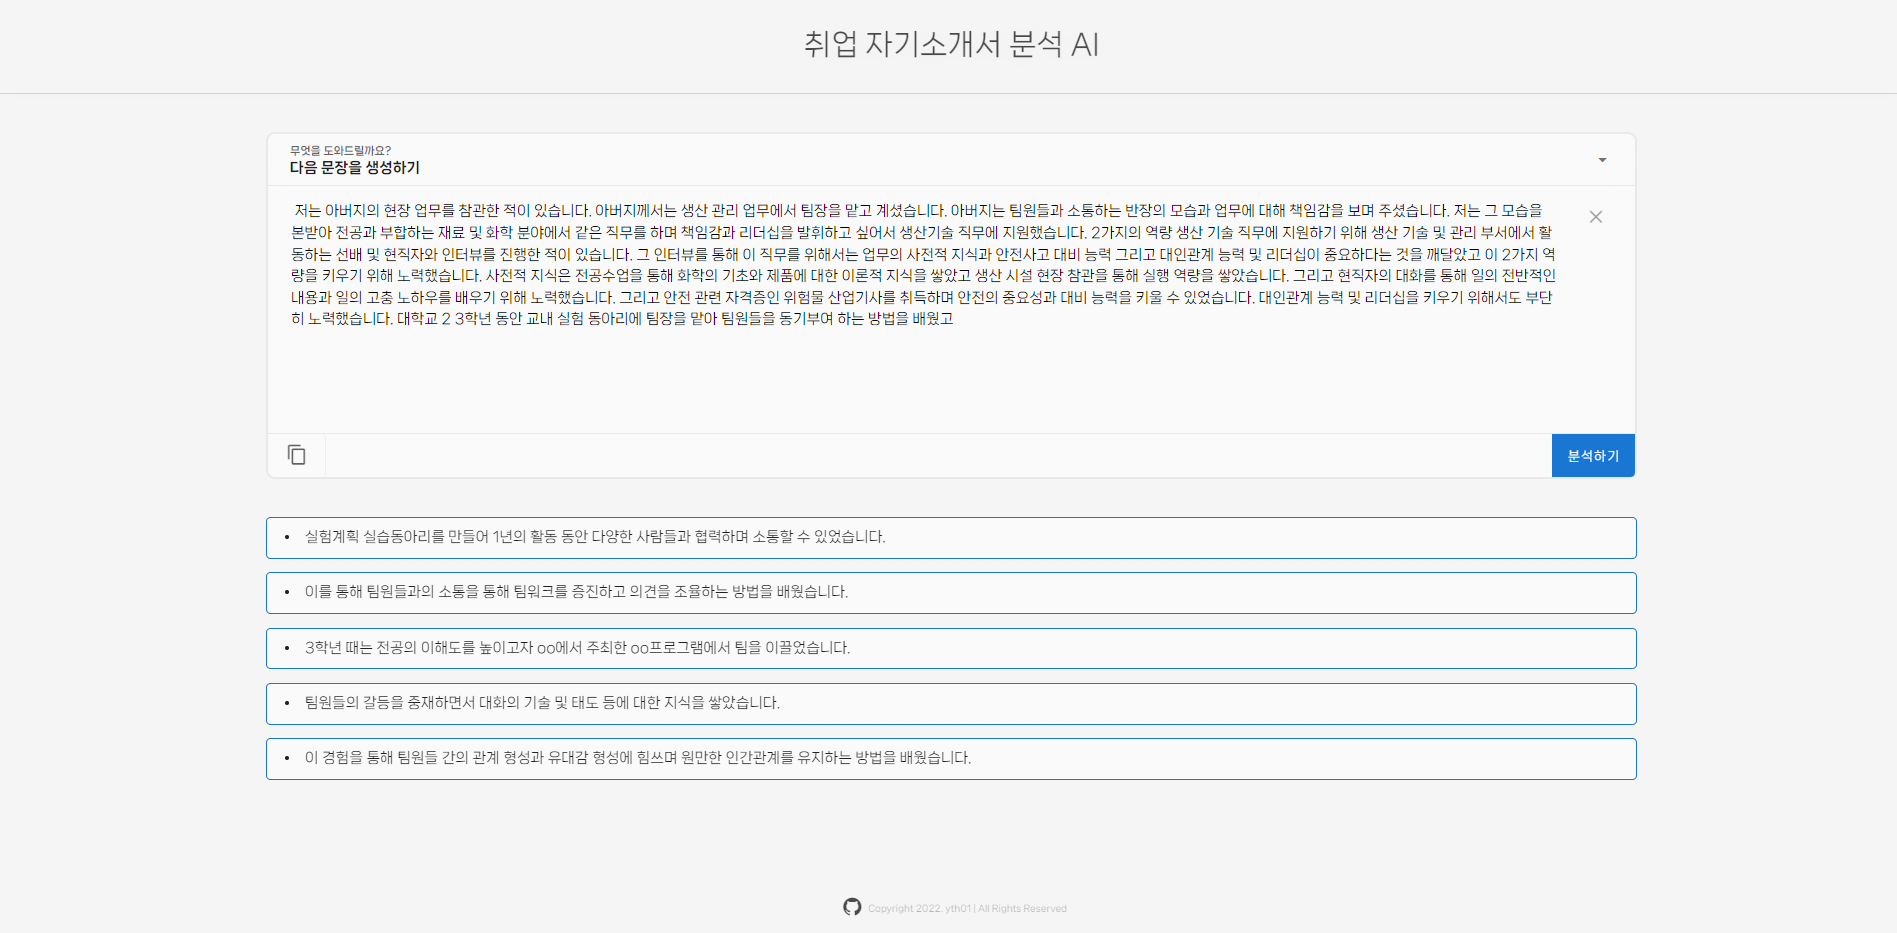 취업 자기소개서 분석 AI
무엇을 도와드릴까요?
다음 문장을 생성하기
저는 아버지의 현장 업무를 참관한 적이 있습니다. 아버지께서는 생산 관리 업무에서 팀장을 맡고 계셨습니다. 아버지는 팀원들과 소통하는 반장의 모습과 업무에 대해 책임감을 보며 주셨습니다. 저는 그 모습을
본받아 전공과 부합하는 재료 및 화학 분야에서 같은 직무를 하며 책임감과 리더십을 발휘하고 싶어서 생산기술 직무에 지원했습니다. 2가지의 역량 생산 기술 직무에 지원하기 위해 생산 기술 및 관리 부서에서 활
동하는 선배 및 현직자와 인터뷰를 진행한 적이 있습니다. 그 인터뷰를 통해 이 직무를 위해서는 업무의 사전적 지식과 안전사고 대비 능력 그리고 대인관계 능력 및 리더십이 중요하다는 것을 깨달았고 이 2가지 역
량을 키우기 위해 노력했습니다. 사전적 지식은 전공수업을 통해 화학의 기초와 제품에 대한 이론적 지식을 쌓았고 생산 시설 현장 참관을 통해 실행 역량을 쌓았습니다. 그리고 현직자의 대화를 통해 일의 전반적인
내용과 일의 고충 노하우를 배우기 위해 노력했습니다. 그리고 안전 관련 자격증인 위험물 산업기사를 취득하며 안전의 중요성과 대비 능력을 키울 수 있었습니다. 대인관계 능력 및 리더십을 키우기 위해서도 부단
히 노력했습니다. 대학교 2 3학년 동안 교내 실험 동아리에 팀장을 맡아 팀원들을 동기부여 하는 방법을 배웠고
분석하기
• 실험계획 실습동아리를 만들어 1년의 활동 동안 다양한 사람들과 협력하며 소통할 수 있었습니다.
• 이를 통해 팀원들과의 소통을 통해 팀워크를 증진하고 의견을 조율하는 방법을 배웠습니다.
• 3학년 때는 전공의 이해도를 높이고자 oo에서 주최한 oo프로그램에서 팀을 이끌었습니다.
• 팀원들의 갈등을 중재하면서 대화의 기술 및 태도 등에 대한 지식을 쌓았습니다.
• 이 경험을 통해 팀원들 간의 관계 형성과 유대감 형성에 힘쓰며 원만한 인간관계를 유지하는 방법을 배웠습니다.
Copyright 2022. yth01 | All Rights Reserved